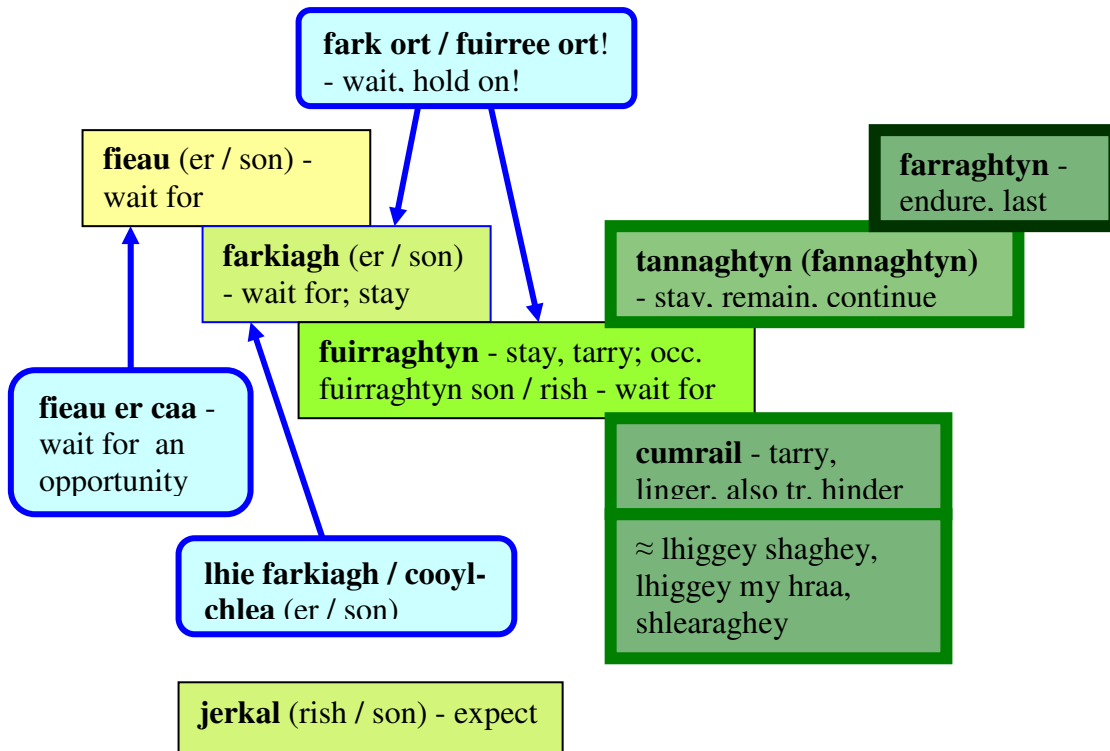 fark ort / fuirree ort!
- wait, hold on!
fieau (er / son) -
wait for
farraghtyn -
endure, last
farkiagh (er / son)
- wait for; stay
tannaghtyn (fannaghtyn)
- stay, remain, continue
fuirraghtyn - stay, tarry; occ.
fuirraghtyn son / rish - wait for
fieau er caa -
wait for an
opportunity
cumrail - tarry,
linger, also tr. hinder
lhie farkiagh / cooyl-
chlea (er / son)
≈ lhiggey shaghey,
lhiggey my hraa,
shlearaghey
jerkal (rish / son) - expect